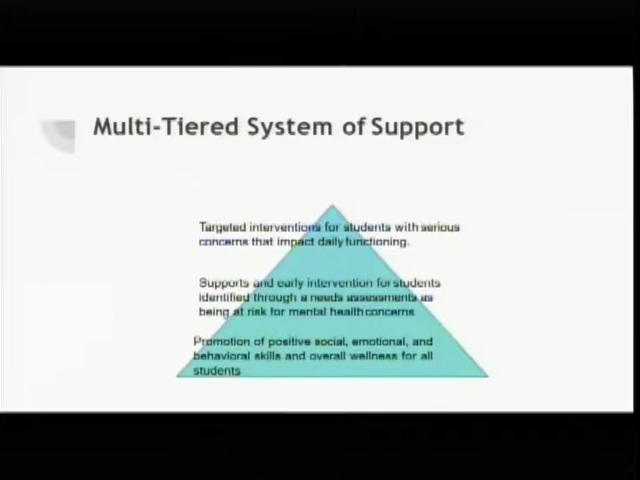 Multi-Tiered System of Support
Targeted interventions for students with serious
concerns that impact daily functioning.
Supports and early intervention for students
identified through a needs assessments as
being at risk for mental health concerns
Promotion of positive social, emotional, and
behavioral skills and overall wellness for all
students